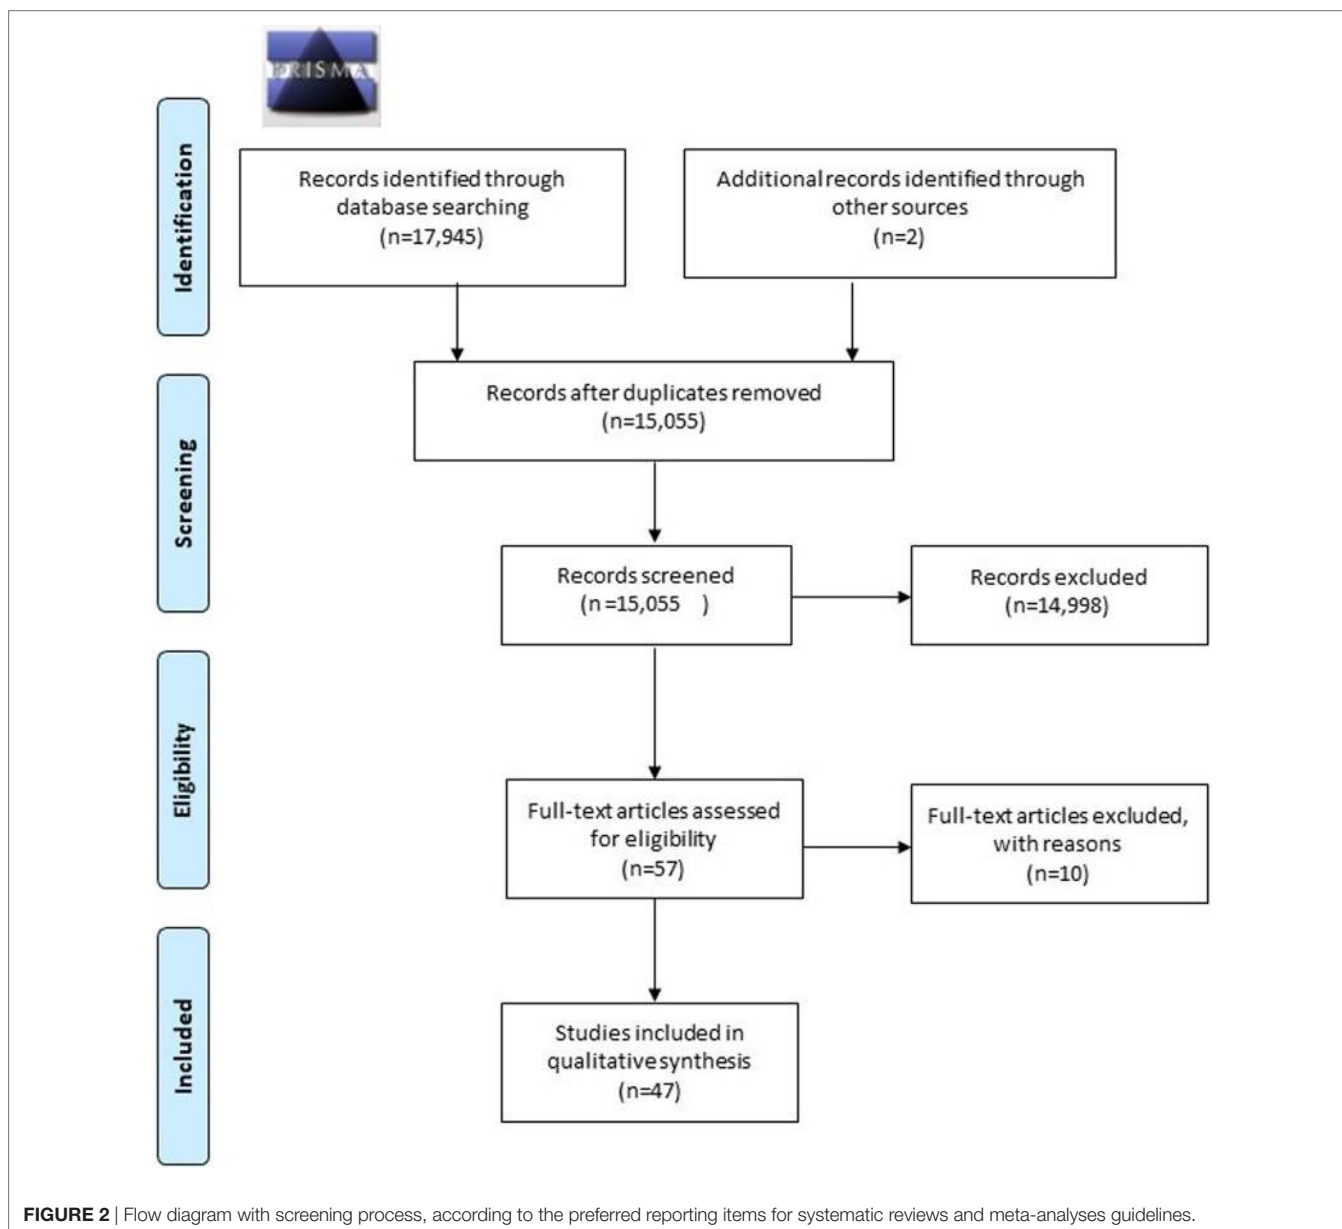 PRISMA
Identification
Records identified through
database searching
(n=17,945)
Additional records identified through
other sources
(n=2)
Records after duplicates removed
(n=15,055)
Screening
Records screened
(n =15,055 )
Records excluded
(n=14,998)
Eligibility
Full-text articles assessed
for eligibility
(n=57)
Full-text articles excluded,
with reasons
(n=10)
Included
Studies included in
qualitative synthesis
(n=47)
FIGURE 2 | Flow diagram with screening process, according to the preferred reporting items for systematic reviews and meta-analyses guidelines.